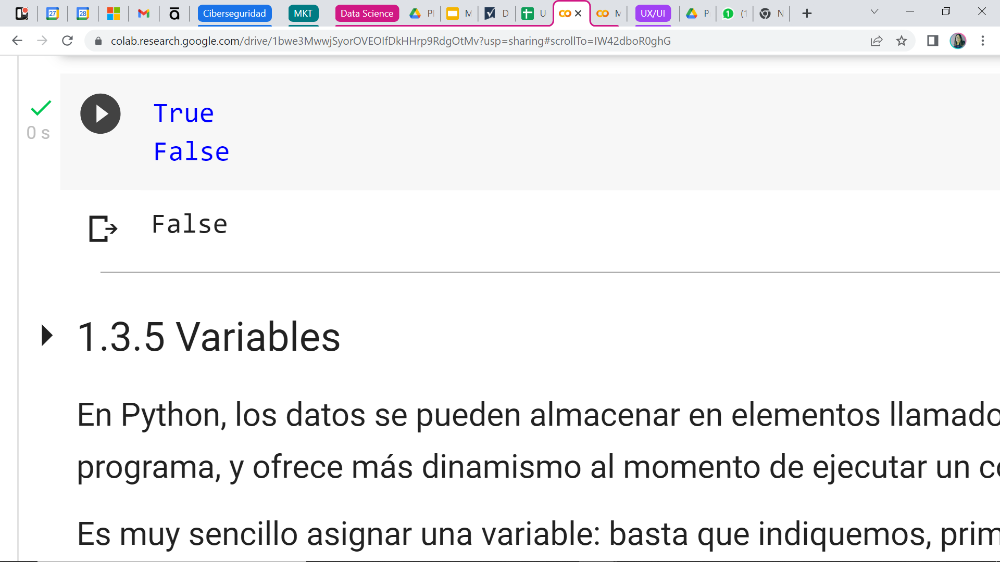 27
28
Ciberseguridad
MKT
Data Science
Pl
M
D
U
M
UX/UI
P
1
(1
N
colab.research.google.com/drive/1bwe3MwwjSyorOVEOIfDkHHrp9RdgOtMv?usp=sharing#scrollTo=IW42dboR0ghG
True
0 s
False
False
1.3.5 Variables
En Python, los datos se pueden almacenar en elementos llamado
programa, y ofrece más dinamismo al momento de ejecutar un co
Es muy sencillo asignar una variable: basta que indiquemos, prim